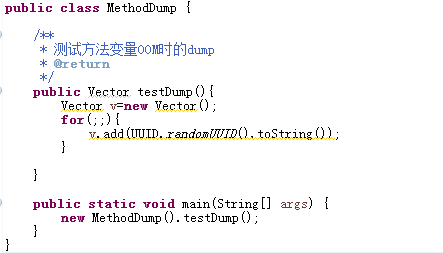 public class MethodDump {
/**
* 测试方法变量OOM时的dump
* @return
*/
public Vector testDump(){
Vector v=new Vector();
for(;;){
v.add(UUID.randomUUID().toString());
}
}
public static void main(String[] args) {
new MethodDump().testDump();
}
}